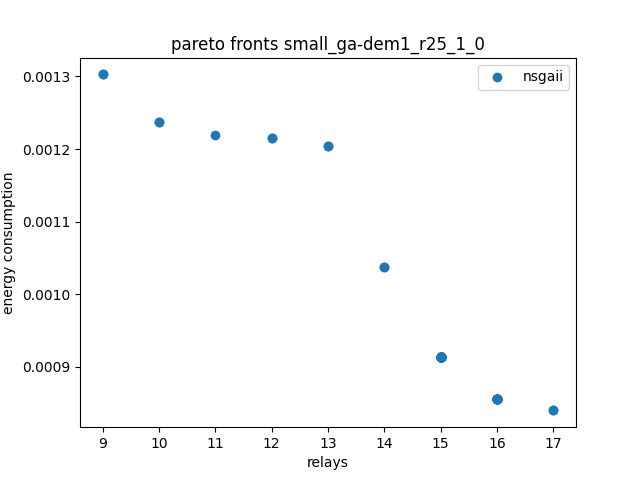 pareto fronts small_ga-dem1_r25_1_0
nsgaii
0.0013
0.0012
0.0011
0.0010
0.0009
energy consumption
9 10 11 12 13 14 15 16 17
relays